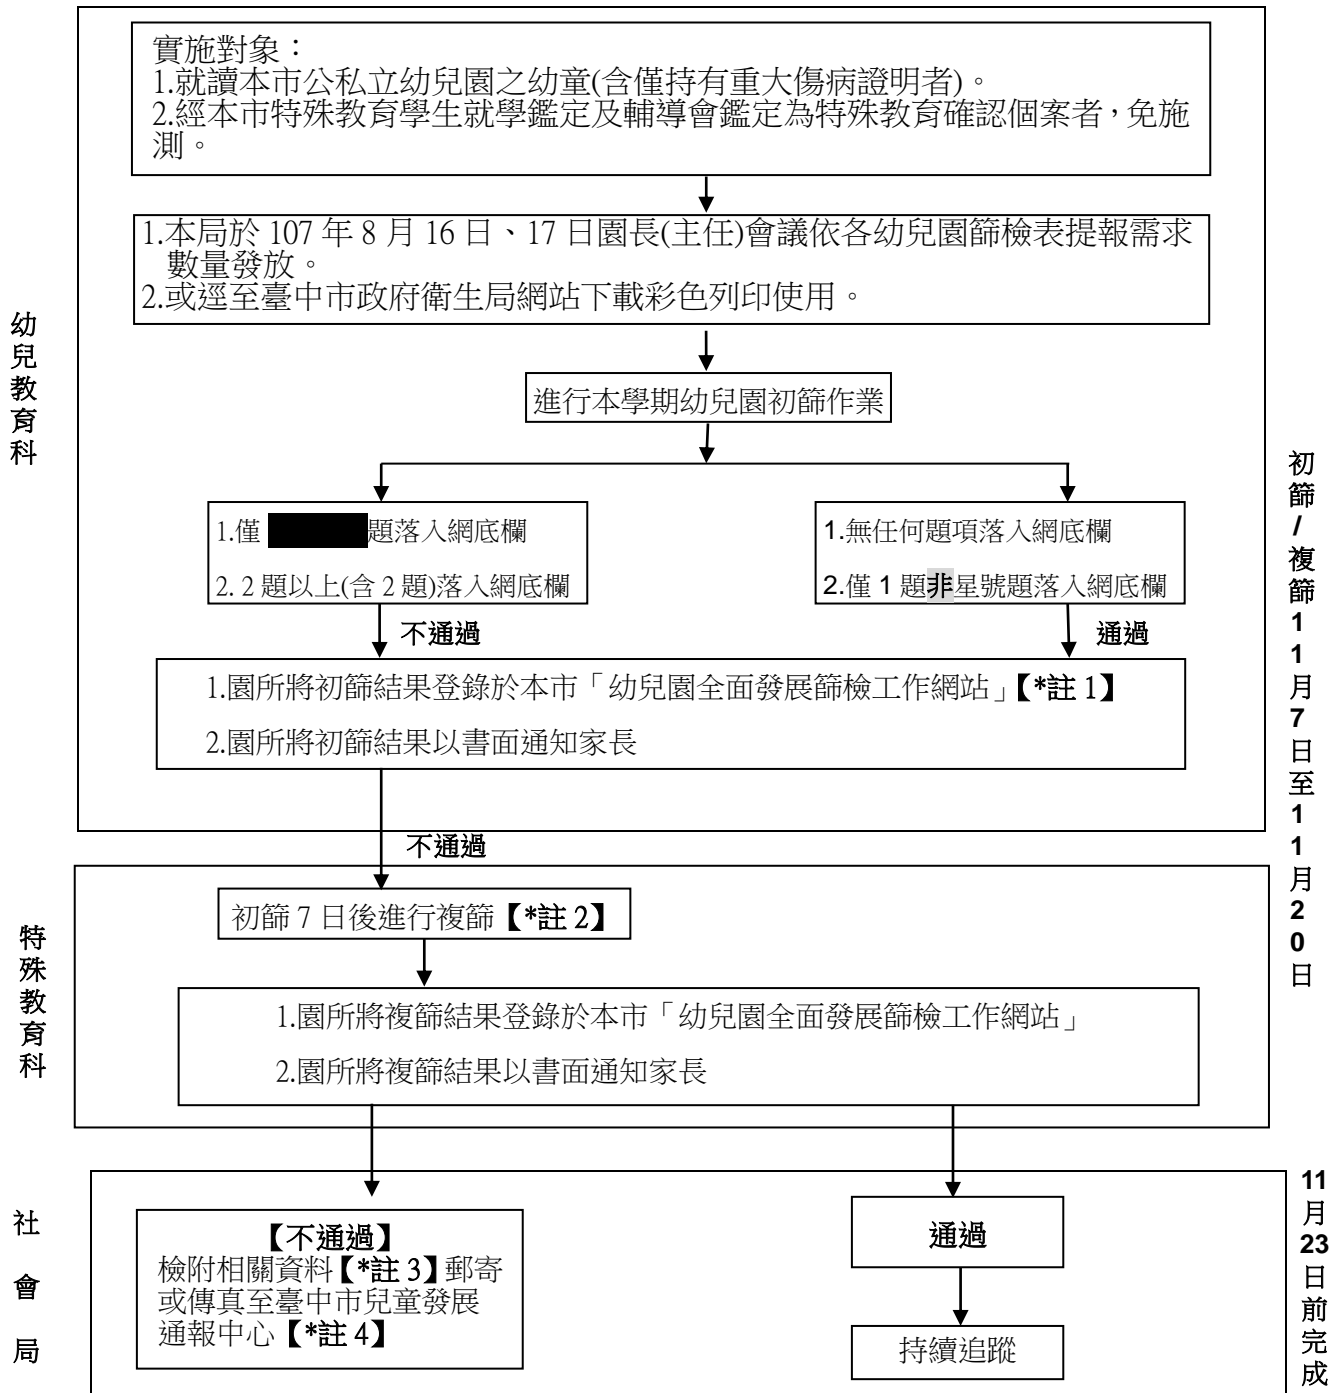 實施對象：
1.就讀本市公私立幼兒園之幼童(含僅持有重大傷病證明者)。
2.經本市特殊教育學生就學鑑定及輔導會鑑定為特殊教育確認個案者，免施
測。
1.本局於 107 年 8 月 16 日、17 日園長(主任)會議依各幼兒園篩檢表提報需求
數量發放。
2.或逕至臺中市政府衛生局網站下載彩色列印使用。
幼兒教育科
進行本學期幼兒園初篩作業
1.僅 題落入網底欄
2. 2 題以上(含 2 題)落入網底欄
1.無任何題項落入網底欄
2.僅 1 題非星號題落入網底欄
不通過
通過
1.園所將初篩結果登錄於本市「幼兒園全面發展篩檢工作網站」【*註 1】
2.園所將初篩結果以書面通知家長
初篩/複篩11月7日至11月20日
不通過
特殊教育科
初篩 7 日後進行複篩【*註 2】
1.園所將複篩結果登錄於本市「幼兒園全面發展篩檢工作網站」
2.園所將複篩結果以書面通知家長
社會局
【不通過】
檢附相關資料【*註 3】郵寄
或傳真至臺中市兒童發展
通報中心【*註 4】
通過
持續追蹤
11月23日前完成